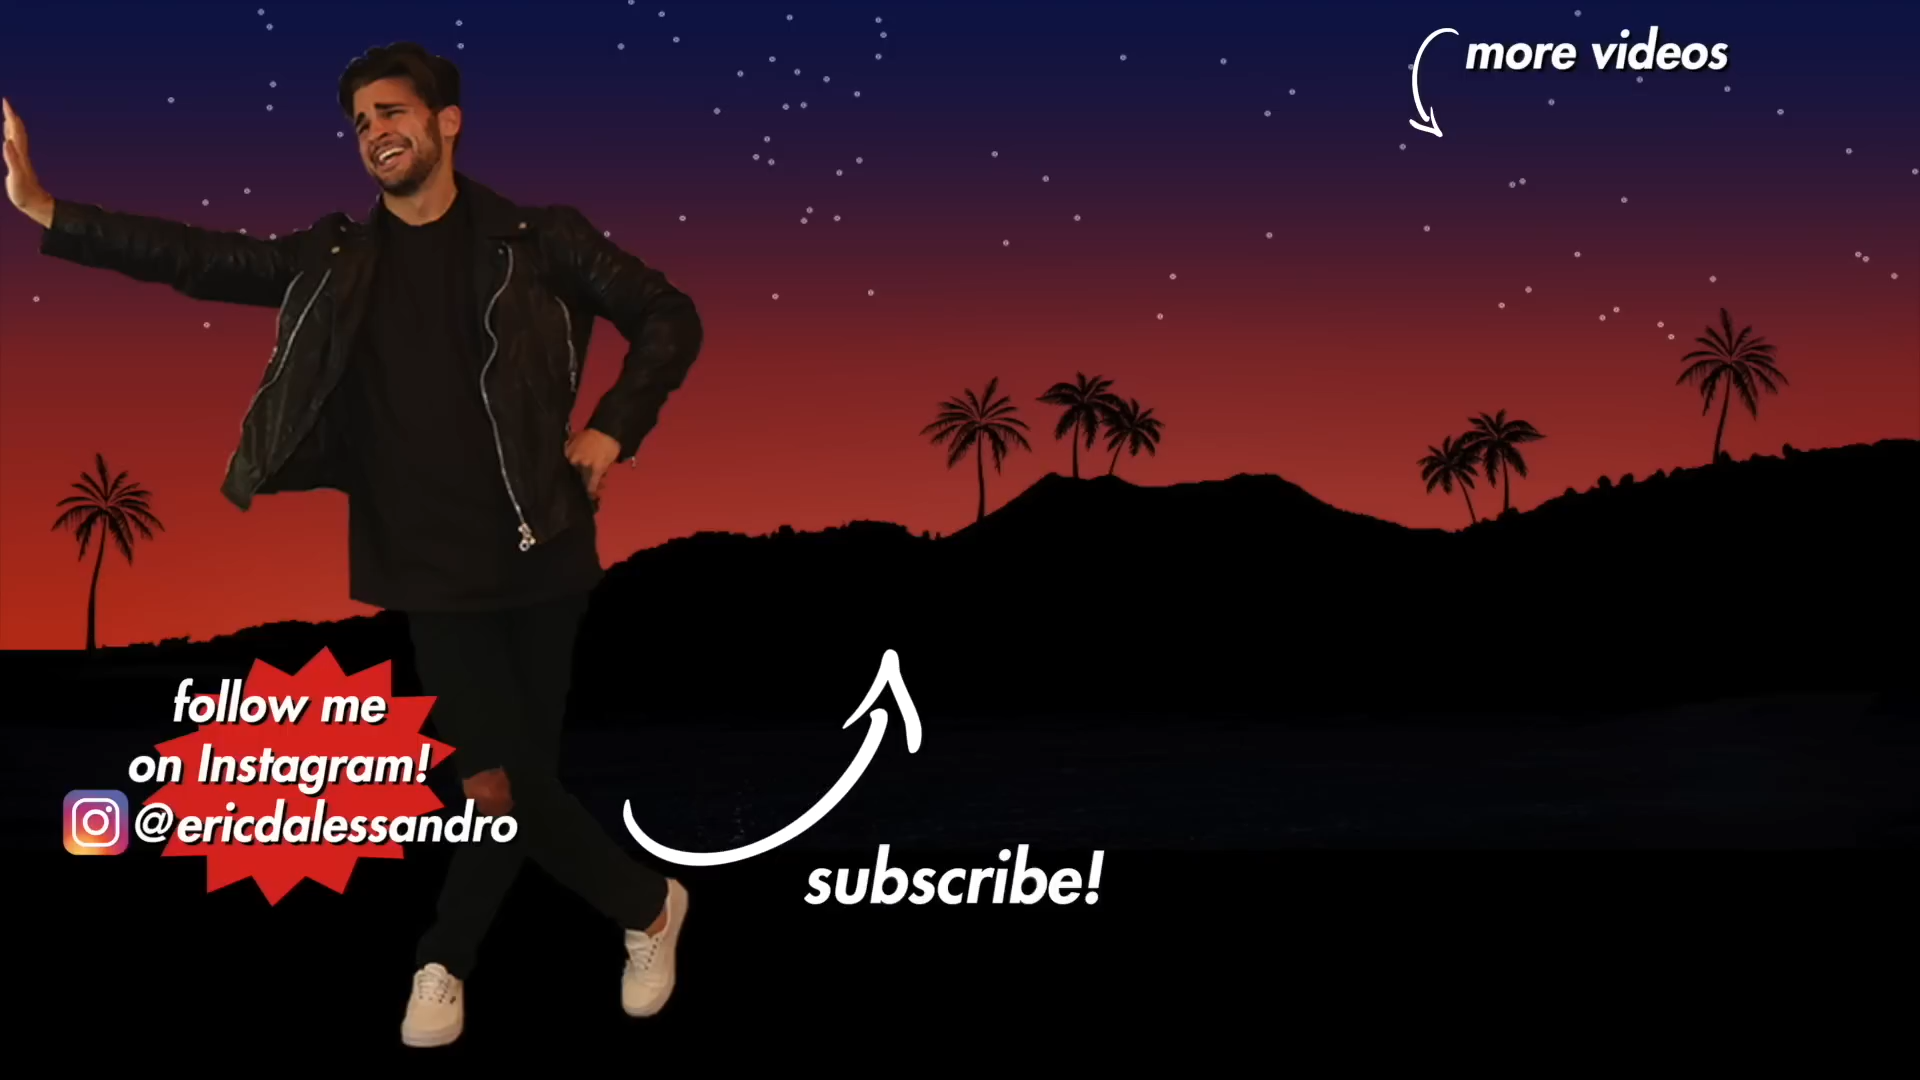 more videos
follow me
on Instagram!
@ericdalessandro
subscribe!